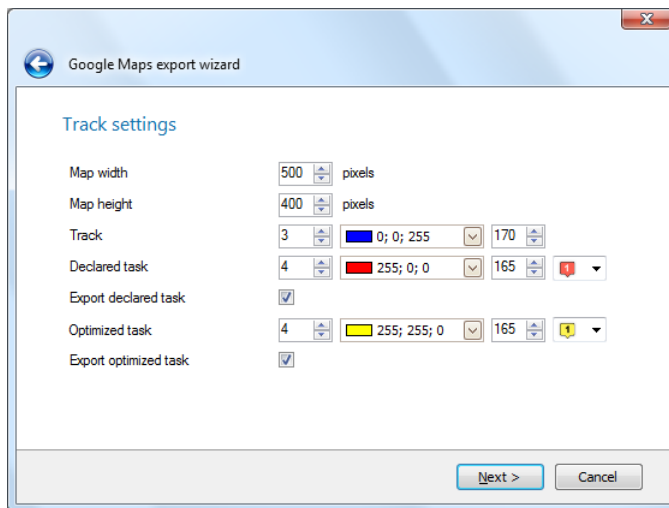 Google Maps export wizard
Track settings
Map width 500 pixels
Map height 400 pixels
Track 3 0; 0; 255 170
Declared task 4 255; 0; 0 165 1
Export declared task
Optimized task 4 255; 255; 0 165 1
Export optimized task
Next > Cancel